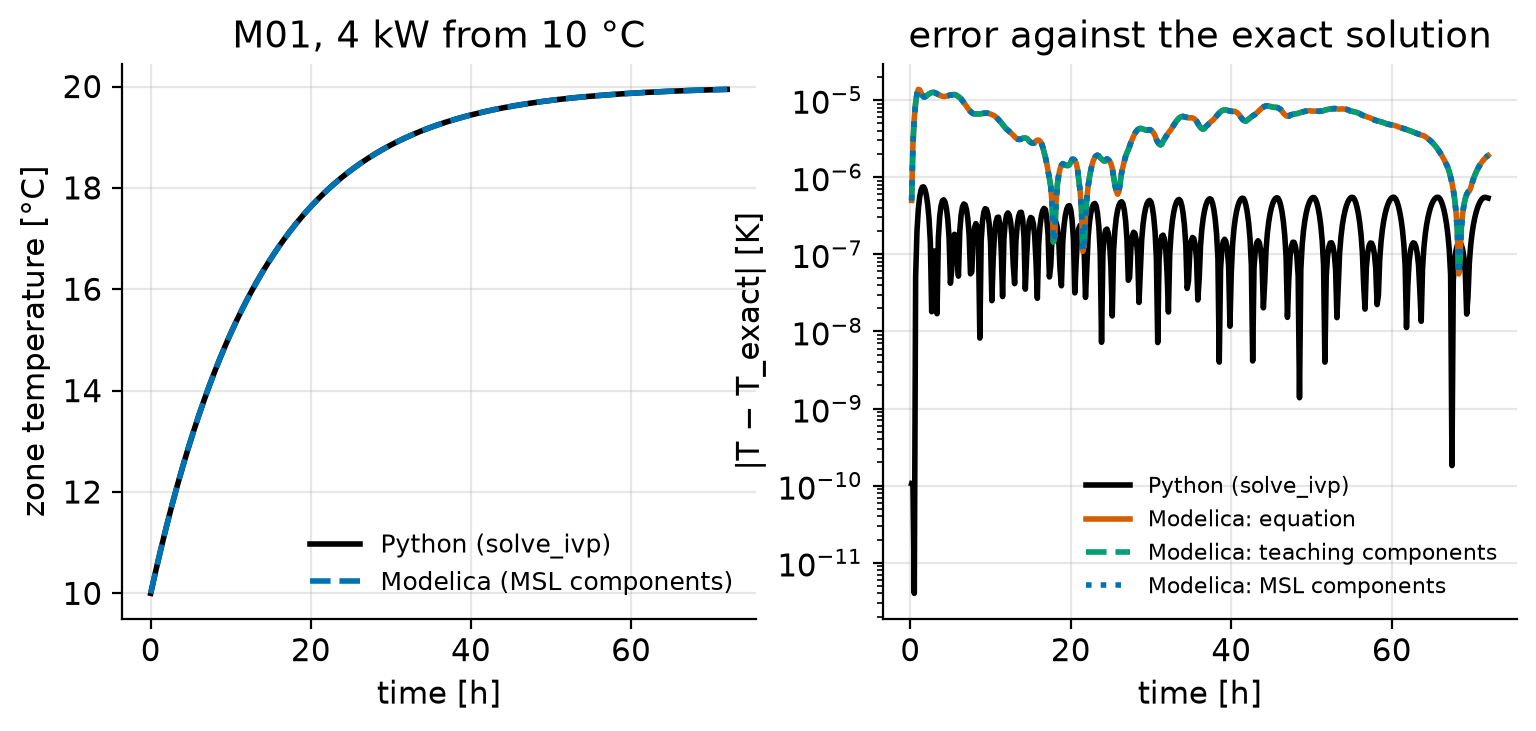 M01, 4 kW from 10 °C
zone temperature [°C]
20
18
16
14
12
10
0
20
40
60
time [h]
Python (solve_ivp)
Modelica (MSL components)
error against the exact solution
|T − T_exact| [K]
10⁻⁵
10⁻⁶
10⁻⁷
10⁻⁸
10⁻⁹
10⁻¹⁰
10⁻¹¹
0
20
40
60
time [h]
Python (solve_ivp)
Modelica: equation
Modelica: teaching components
Modelica: MSL components